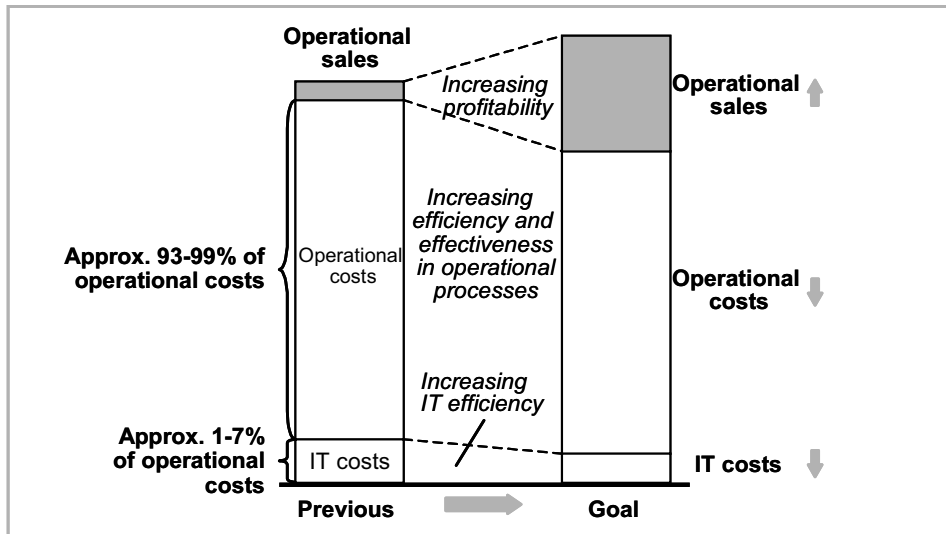 Operational
sales
Increasing
profitability
Operational
sales
Increasing
efficiency and
effectiveness
in operational
processes
Approx. 93-99% of
operational costs
Operational
costs
Operational
costs
Increasing
IT efficiency
Approx. 1-7%
of operational
costs
IT costs
IT costs
Previous
Goal